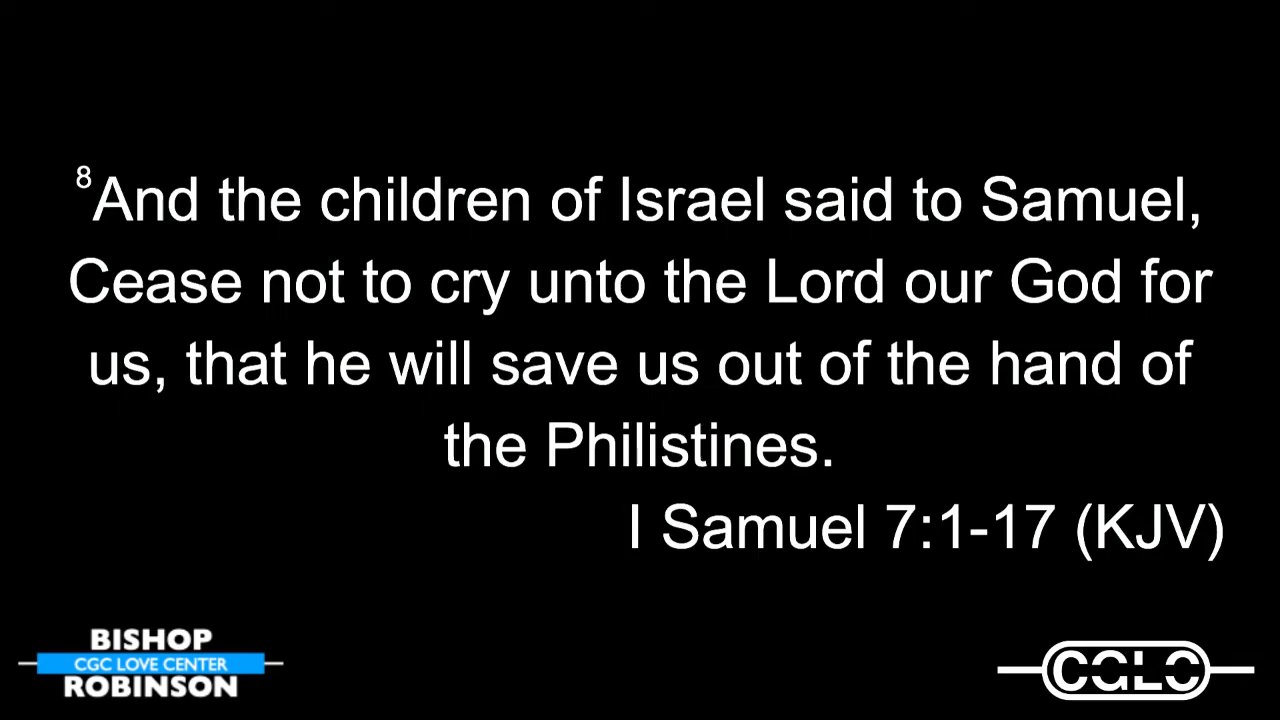 ⁸And the children of Israel said to Samuel,
Cease not to cry unto the Lord our God for
us, that he will save us out of the hand of
the Philistines.
I Samuel 7:1-17 (KJV)
BISHOP
CGC LOVE CENTER
ROBINSON
CGLC